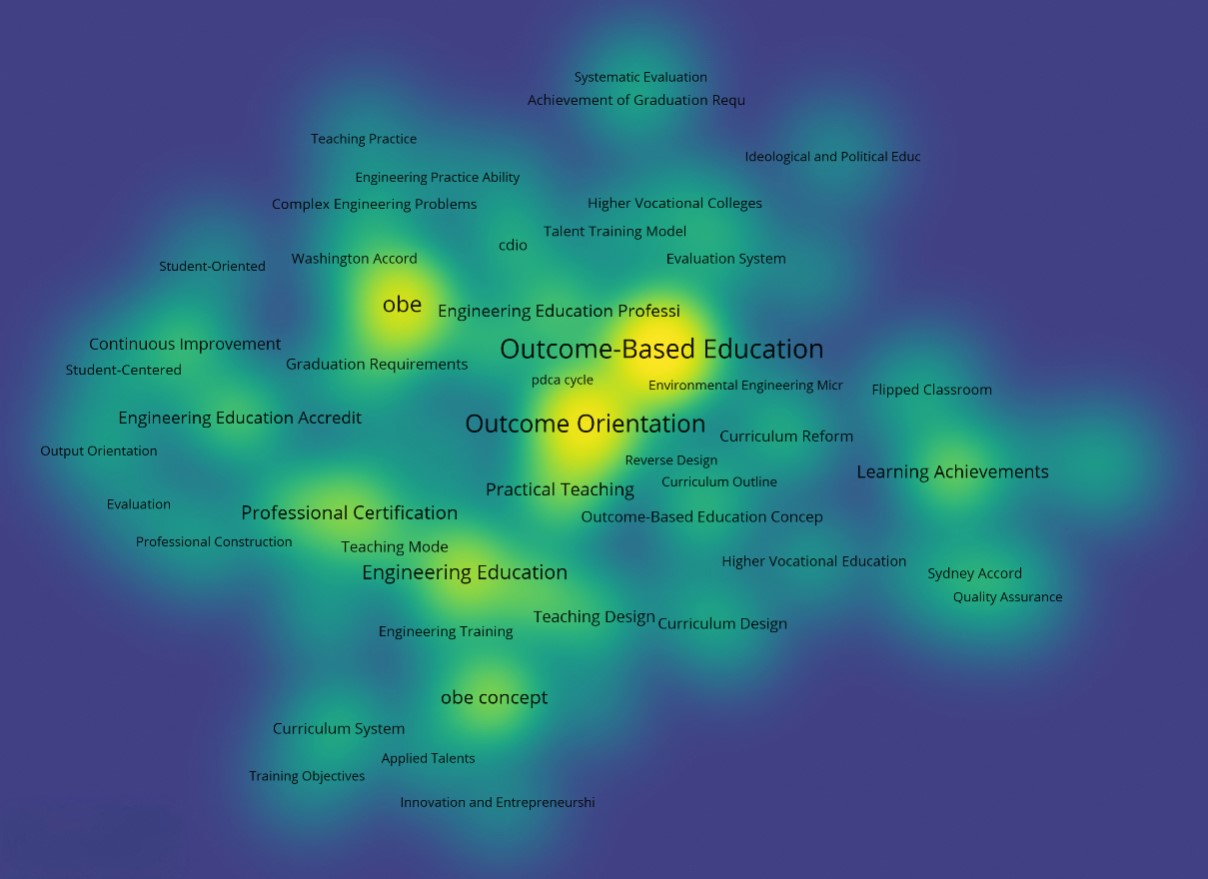 Systematic Evaluation
Achievement of Graduation Requ
Teaching Practice
Ideological and Political Educ
Engineering Practice Ability
Complex Engineering Problems
Higher Vocational Colleges
Talent Training Model
cdio
Washington Accord
Evaluation System
Student-Oriented
obe
Engineering Education Professi
Continuous Improvement
Outcome-Based Education
Graduation Requirements
Student-Centered
pdca cycle
Environmental Engineering Micr
Flipped Classroom
Engineering Education Accredit
Outcome Orientation
Curriculum Reform
Output Orientation
Reverse Design
Learning Achievements
Curriculum Outline
Practical Teaching
Evaluation
Professional Certification
Outcome-Based Education Concep
Professional Construction
Teaching Mode
Higher Vocational Education
Engineering Education
Sydney Accord
Quality Assurance
Teaching Design
Curriculum Design
Engineering Training
obe concept
Curriculum System
Applied Talents
Training Objectives
Innovation and Entrepreneurshi